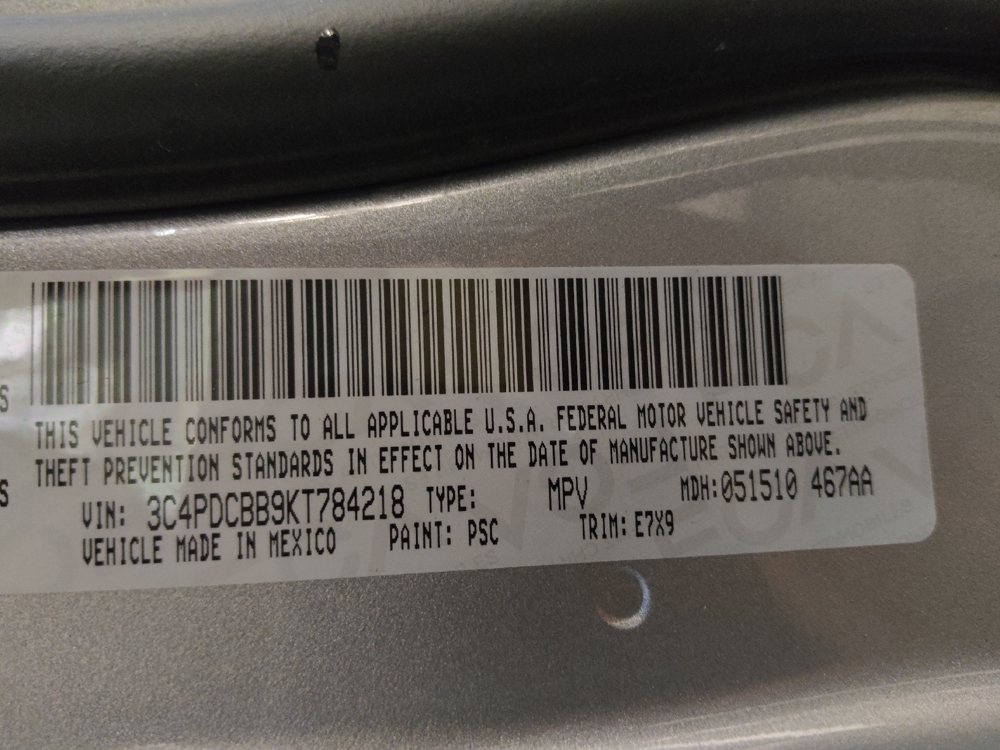 S
THIS VEHICLE CONFORMS TO ALL APPLICABLE U.S.A. FEDERAL MOTOR VEHICLE SAFETY AND
THEFT PREVENTION STANDARDS IN EFFECT ON THE DATE OF MANUFACTURE SHOWN ABOVE.
S
VIN: 3C4PDCBB9KT784218 TYPE: MPV MDH:051510 467AA
VEHICLE MADE IN MEXICO PAINT: PSC TRIM: E7X9